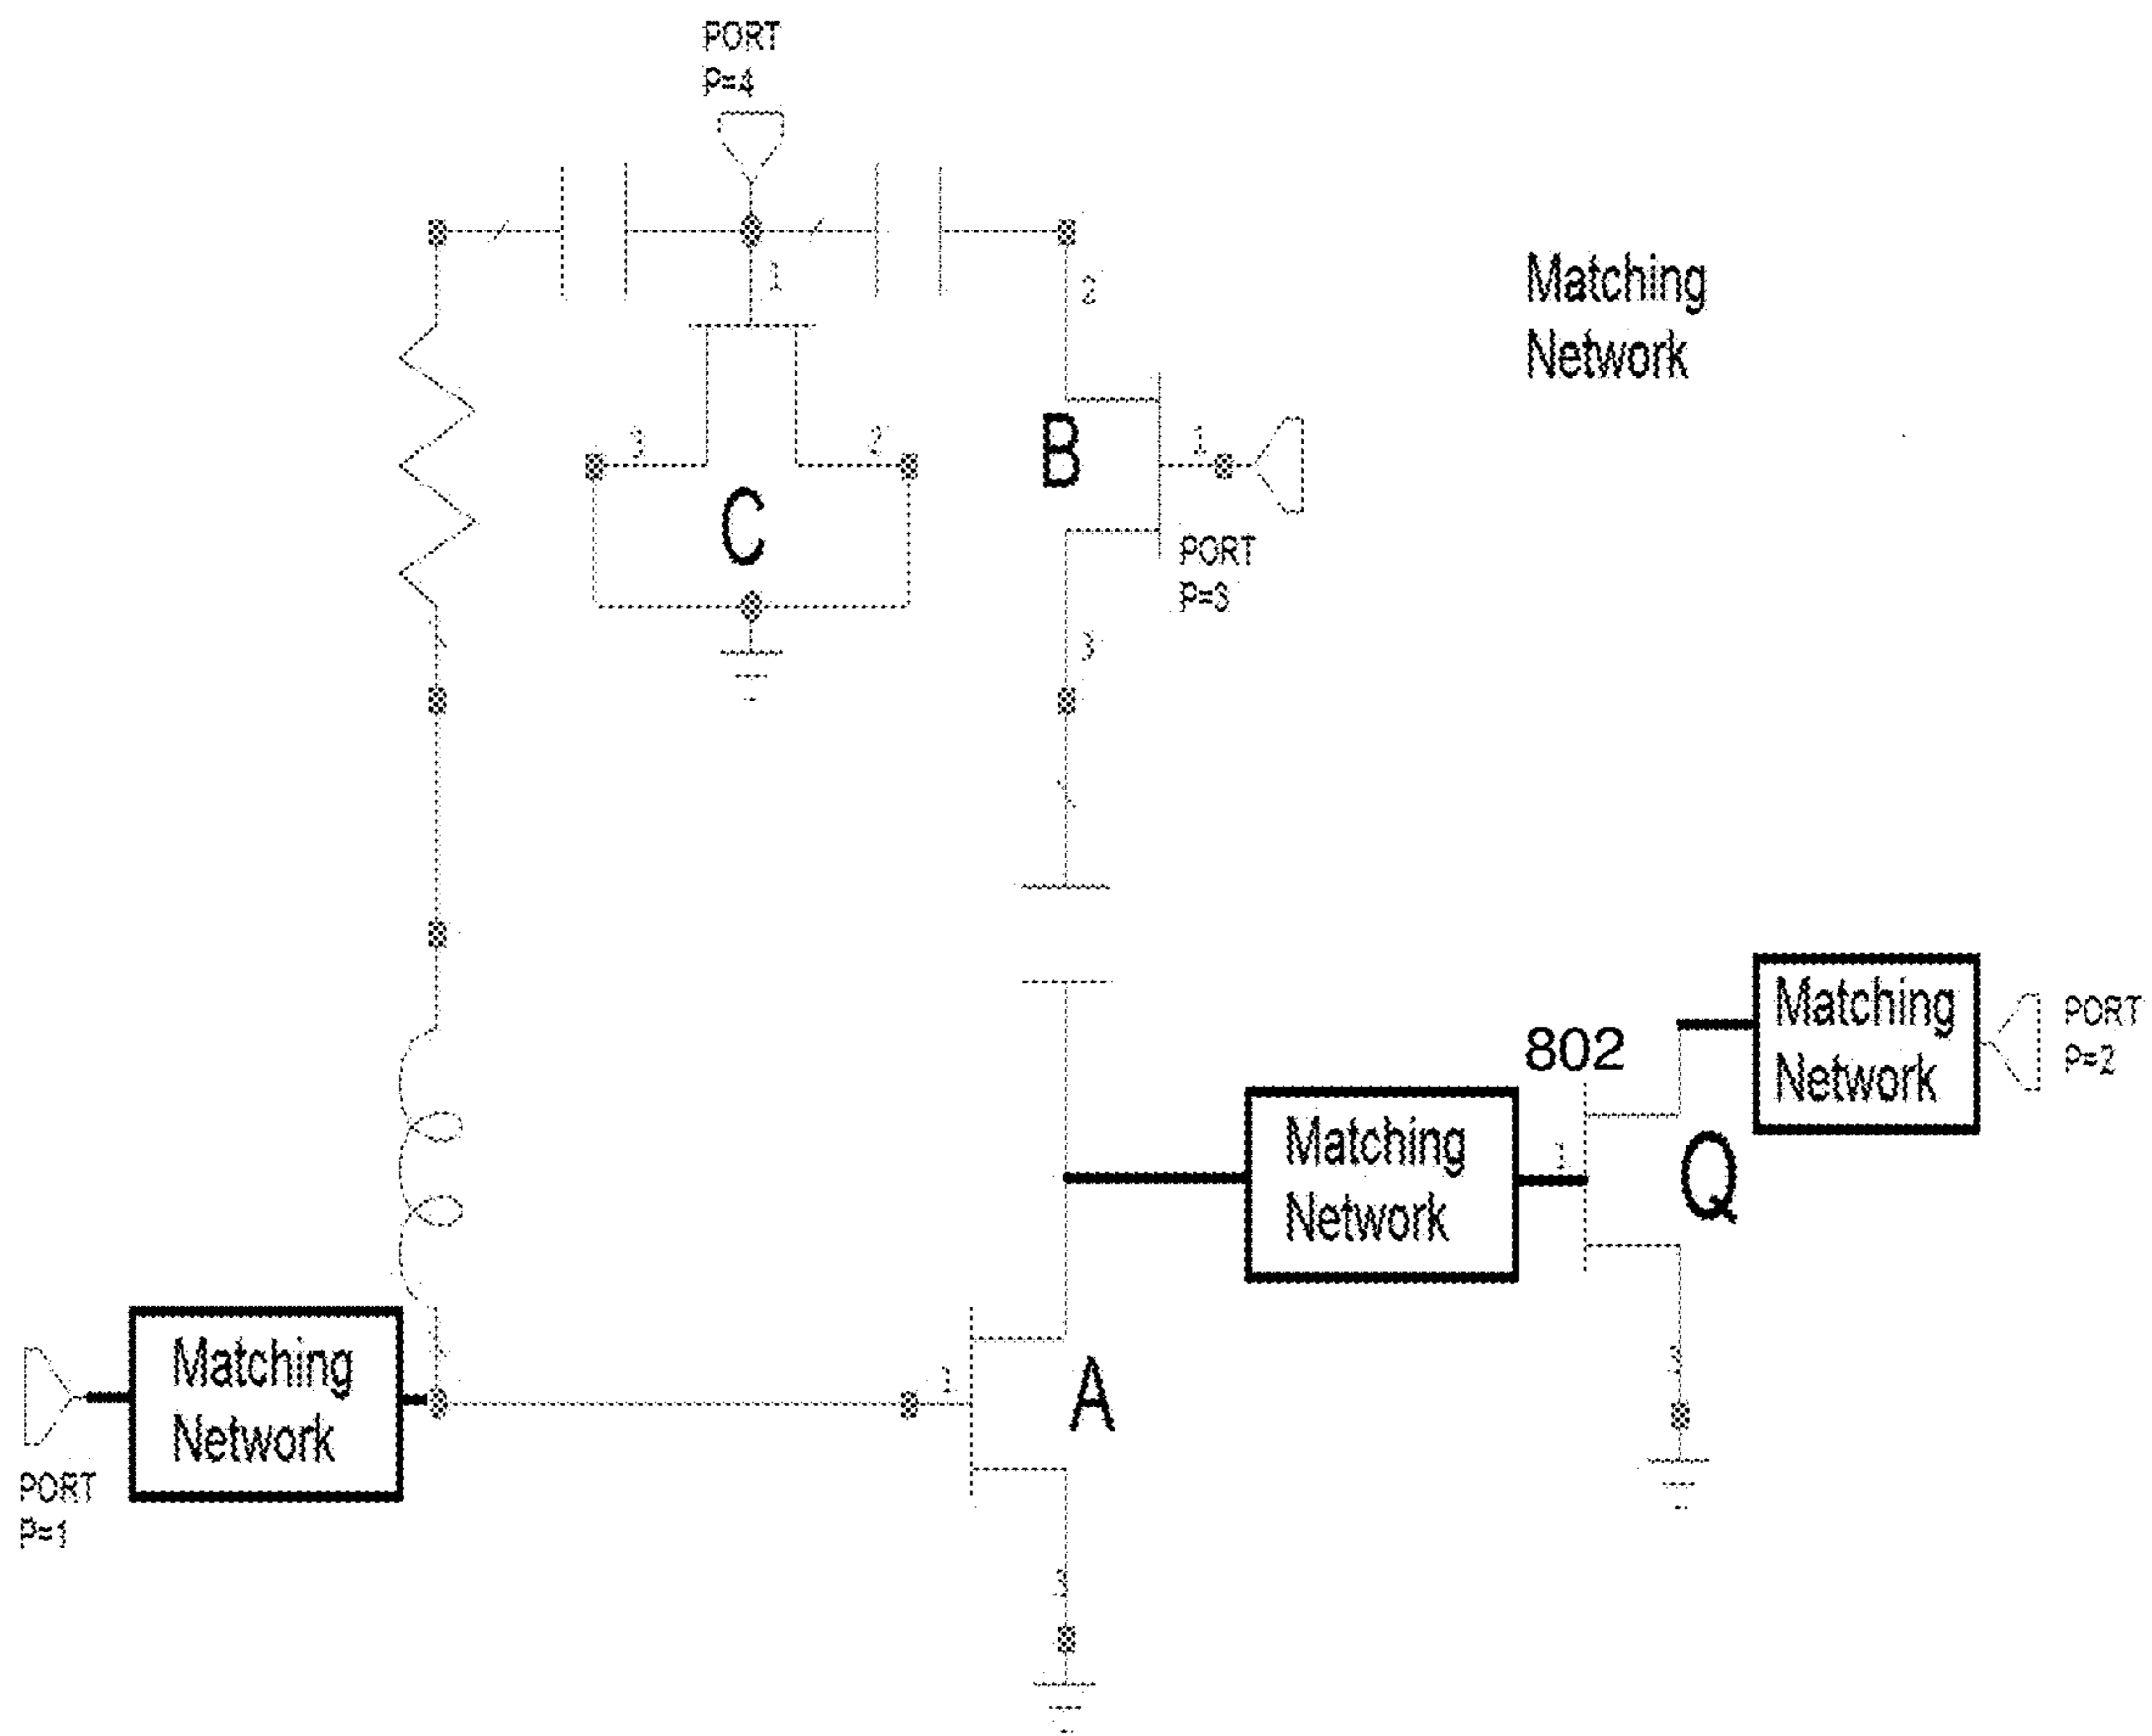 PORT
P=4
1
2
Matching
Network
3
2
B
1
C
PORT
P=3
3
802
Matching
Network
PORT
P=2
Matching
Network
1
Q
Matching
Network
1
A
3
PORT
P=1
3